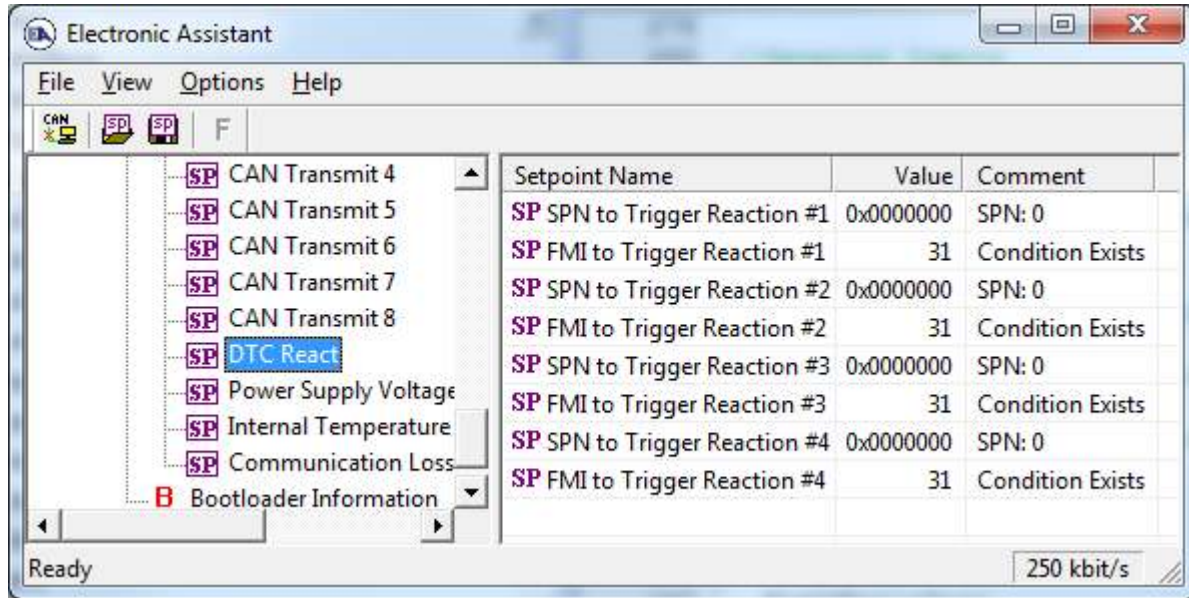 Electronic Assistant
File View Options Help
CAN SP SP F
SP CAN Transmit 4
SP CAN Transmit 5
SP CAN Transmit 6
SP CAN Transmit 7
SP CAN Transmit 8
SP DTC React
SP Power Supply Voltage
SP Internal Temperature
SP Communication Loss
B Bootloader Information
Setpoint Name Value Comment
SP SPN to Trigger Reaction #1 0x0000000 SPN: 0
SP FMI to Trigger Reaction #1 31 Condition Exists
SP SPN to Trigger Reaction #2 0x0000000 SPN: 0
SP FMI to Trigger Reaction #2 31 Condition Exists
SP SPN to Trigger Reaction #3 0x0000000 SPN: 0
SP FMI to Trigger Reaction #3 31 Condition Exists
SP SPN to Trigger Reaction #4 0x0000000 SPN: 0
SP FMI to Trigger Reaction #4 31 Condition Exists
Ready 250 kbit/s